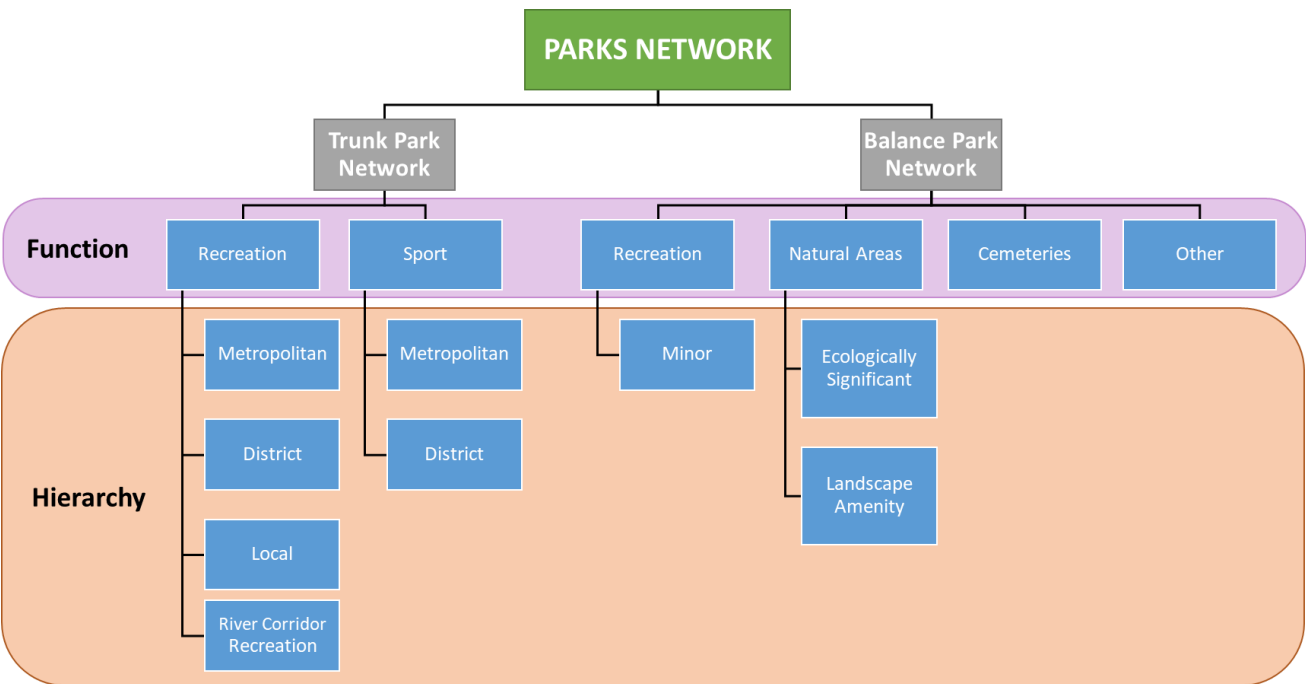 PARKS NETWORK
Trunk Park
Network
Balance Park
Network
Function
Recreation
Sport
Recreation
Natural Areas
Cemeteries
Other
Hierarchy
Metropolitan
District
Local
River Corridor
Recreation
Metropolitan
District
Minor
Ecologically
Significant
Landscape
Amenity